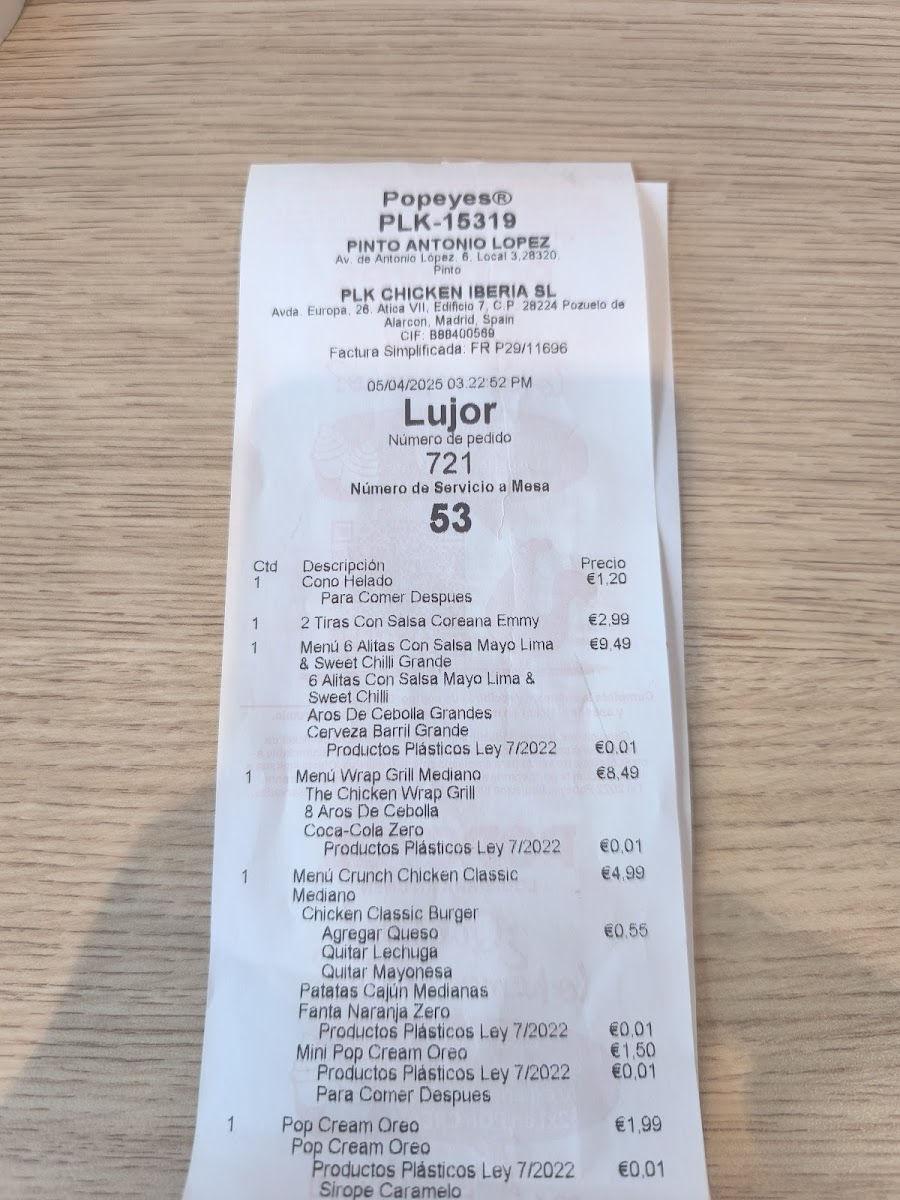 Popeyes®
PLK-15319
PINTO ANTONIO LOPEZ
Av. de Antonio López, 6, Local 3,28320,
Pinto
PLK CHICKEN IBERIA SL
Avda. Europa, 26. Atica VII, Edificio 7, C.P. 28224 Pozuelo de
Alarcon, Madrid, Spain
CIF: B88400569
Factura Simplificada: FR P29/11696
05/04/2025 03:22:52 PM
Lujor
Número de pedido
721
Número de Servicio a Mesa
53
Ctd Descripción Precio
1 Cono Helado €1,20
Para Comer Despues
1 2 Tiras Con Salsa Coreana Emmy €2,99
1 Menú 6 Alitas Con Salsa Mayo Lima €9,49
& Sweet Chilli Grande
6 Alitas Con Salsa Mayo Lima &
Sweet Chilli
Aros De Cebolla Grandes
Cerveza Barril Grande
Productos Plásticos Ley 7/2022 €0,01
1 Menú Wrap Grill Mediano €8,49
The Chicken Wrap Grill
8 Aros De Cebolla
Coca-Cola Zero
Productos Plásticos Ley 7/2022 €0,01
1 Menú Crunch Chicken Classic €4,99
Mediano
Chicken Classic Burger
Agregar Queso €0,55
Quitar Lechuga
Quitar Mayonesa
Patatas Cajún Medianas
Fanta Naranja Zero
Productos Plásticos Ley 7/2022 €0,01
Mini Pop Cream Oreo €1,50
Productos Plásticos Ley 7/2022 €0,01
Para Comer Despues
1 Pop Cream Oreo €1,99
Pop Cream Oreo
Productos Plásticos Ley 7/2022 €0,01
Sirope Caramelo